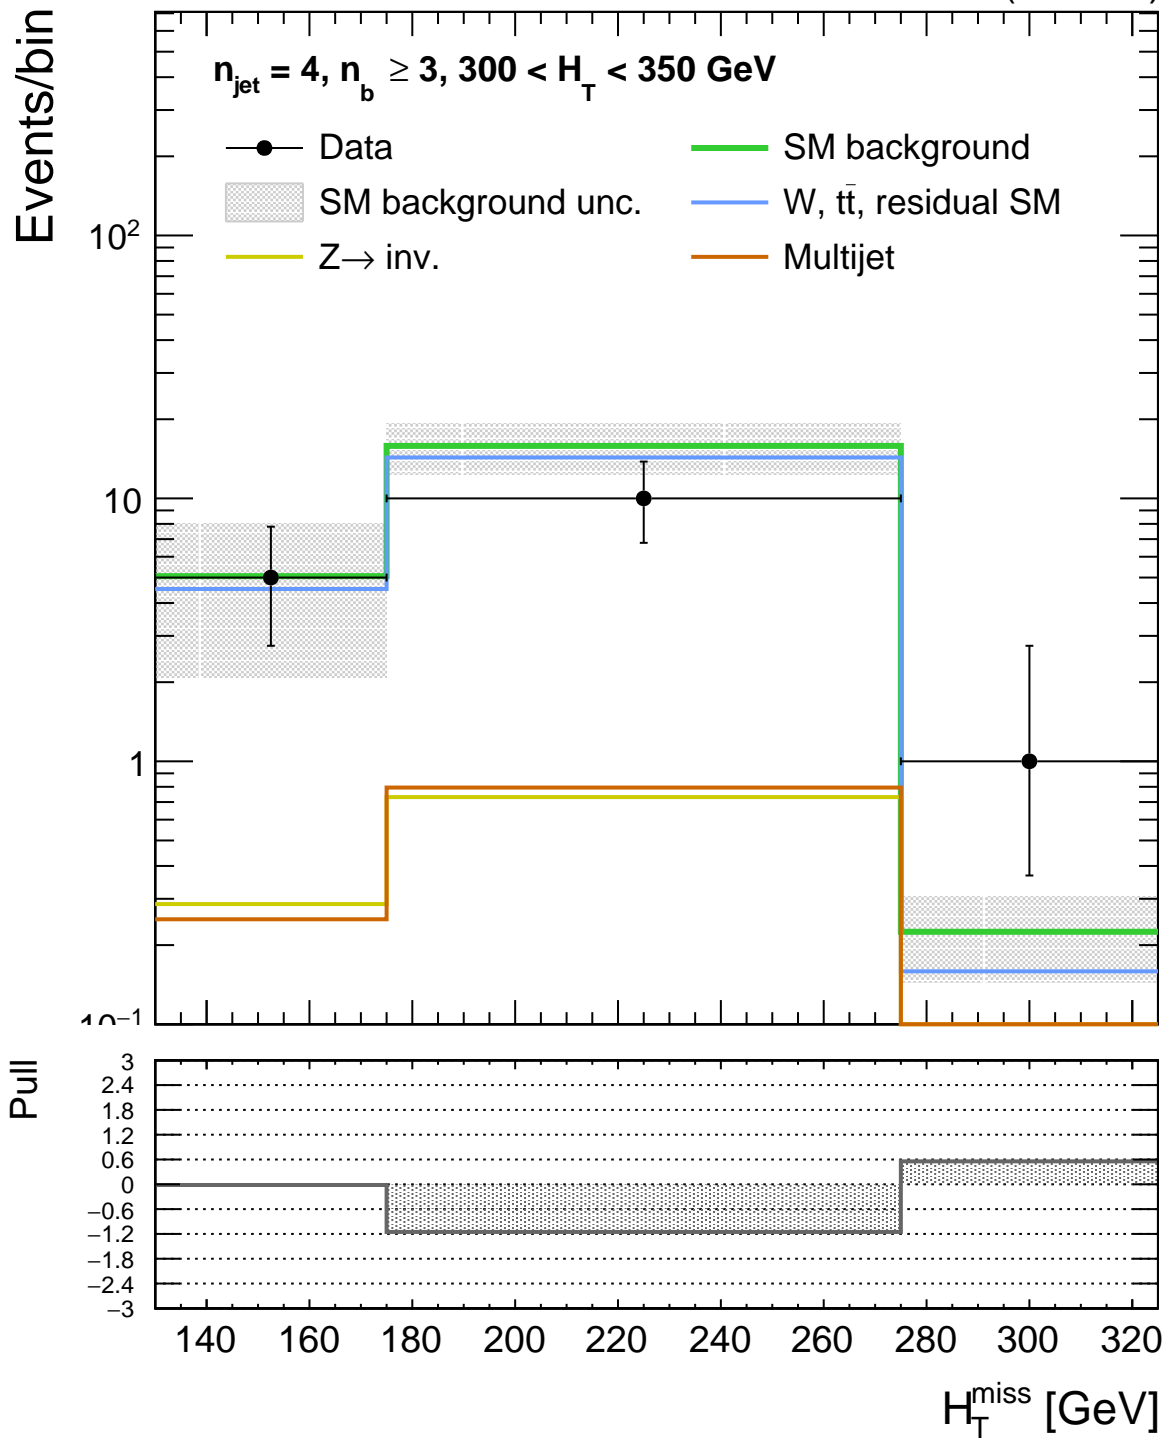 Events/bin
n_jet = 4, n_b ≥ 3, 300 < H_T < 350 GeV
Data
SM background
SM background unc.
W, tt̄, residual SM
Z→ inv.
Multijet
10²
10
1
10⁻¹
Pull
3
2.4
1.8
1.2
0.6
0
−0.6
−1.2
−1.8
−2.4
−3
140 160 180 200 220 240 260 280 300 320
H_T^miss [GeV]